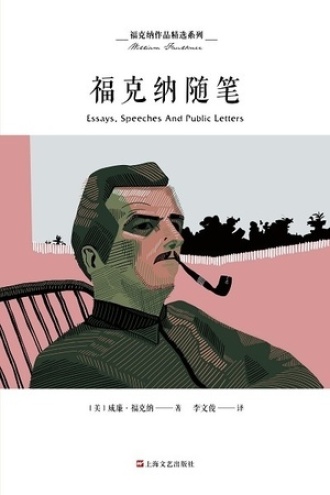 福克纳作品精选系列
William Faulkner
福克纳随笔
Essays, Speeches And Public Letters
［美］威廉·福克纳 著 李文俊 译
上海文艺出版社